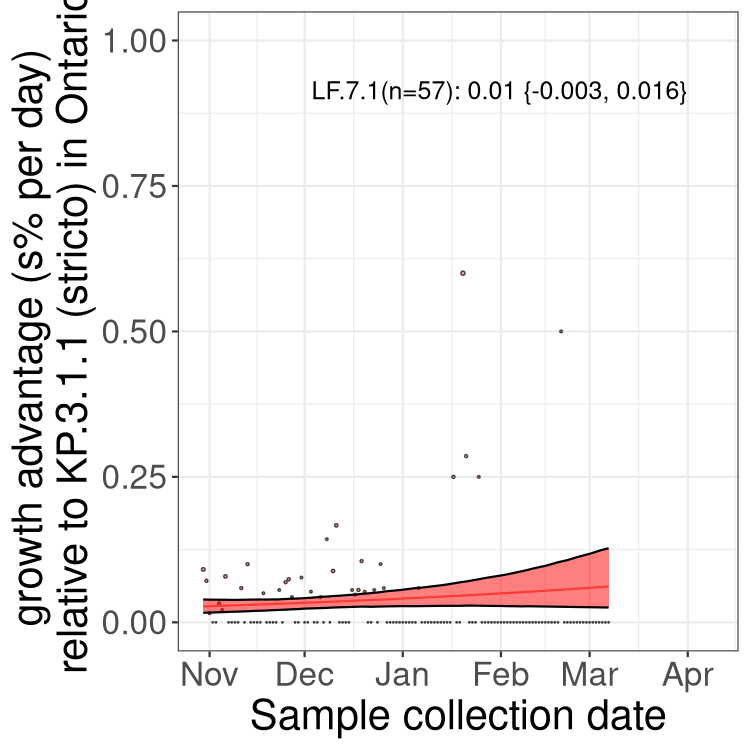 growth advantage (s% per day)
relative to KP.3.1.1 (stricto) in Ontario
1.00
0.75
0.50
0.25
0.00
LF.7.1(n=57): 0.01 {-0.003, 0.016}
Nov Dec Jan Feb Mar Apr
Sample collection date